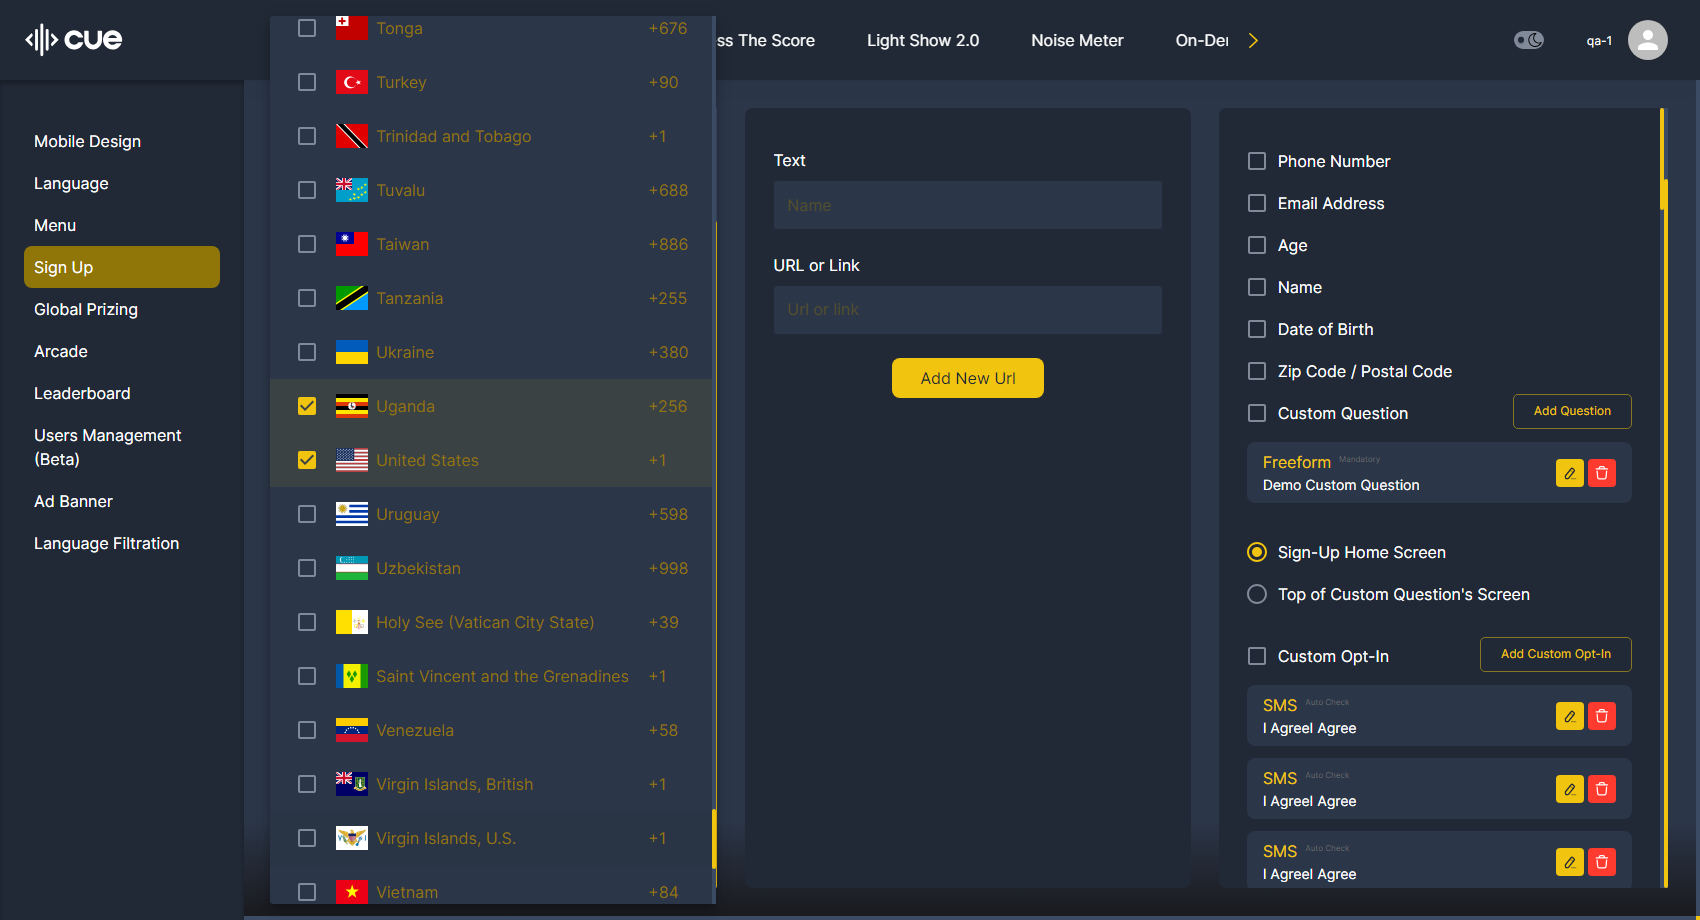 cue
ss The Score
Light Show 2.0
Noise Meter
On-De
qa-1
Mobile Design
Language
Menu
Sign Up
Global Prizing
Arcade
Leaderboard
Users Management
(Beta)
Ad Banner
Language Filtration
Tonga +676
Turkey +90
Trinidad and Tobago +1
Tuvalu +688
Taiwan +886
Tanzania +255
Ukraine +380
Uganda +256
United States +1
Uruguay +598
Uzbekistan +998
Holy See (Vatican City State) +39
Saint Vincent and the Grenadines +1
Venezuela +58
Virgin Islands, British +1
Virgin Islands, U.S. +1
Vietnam +84
Text
Name
URL or Link
Url or link
Add New Url
Phone Number
Email Address
Age
Name
Date of Birth
Zip Code / Postal Code
Custom Question
Add Question
Freeform Mandatory
Demo Custom Question
Sign-Up Home Screen
Top of Custom Question's Screen
Custom Opt-In
Add Custom Opt-In
SMS Auto Check
I AgreeI Agree
SMS Auto Check
I AgreeI Agree
SMS Auto Check
I AgreeI Agree